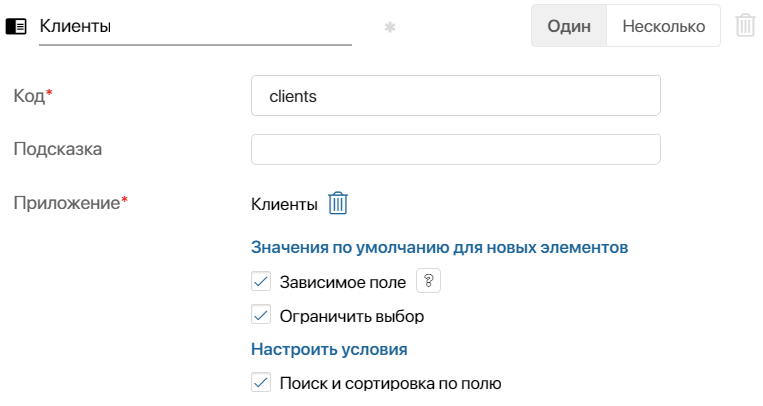 Клиенты * Один Несколько
Код* clients
Подсказка
Приложение* Клиенты
Значения по умолчанию для новых элементов
Зависимое поле ?
Ограничить выбор
Настроить условия
Поиск и сортировка по полю